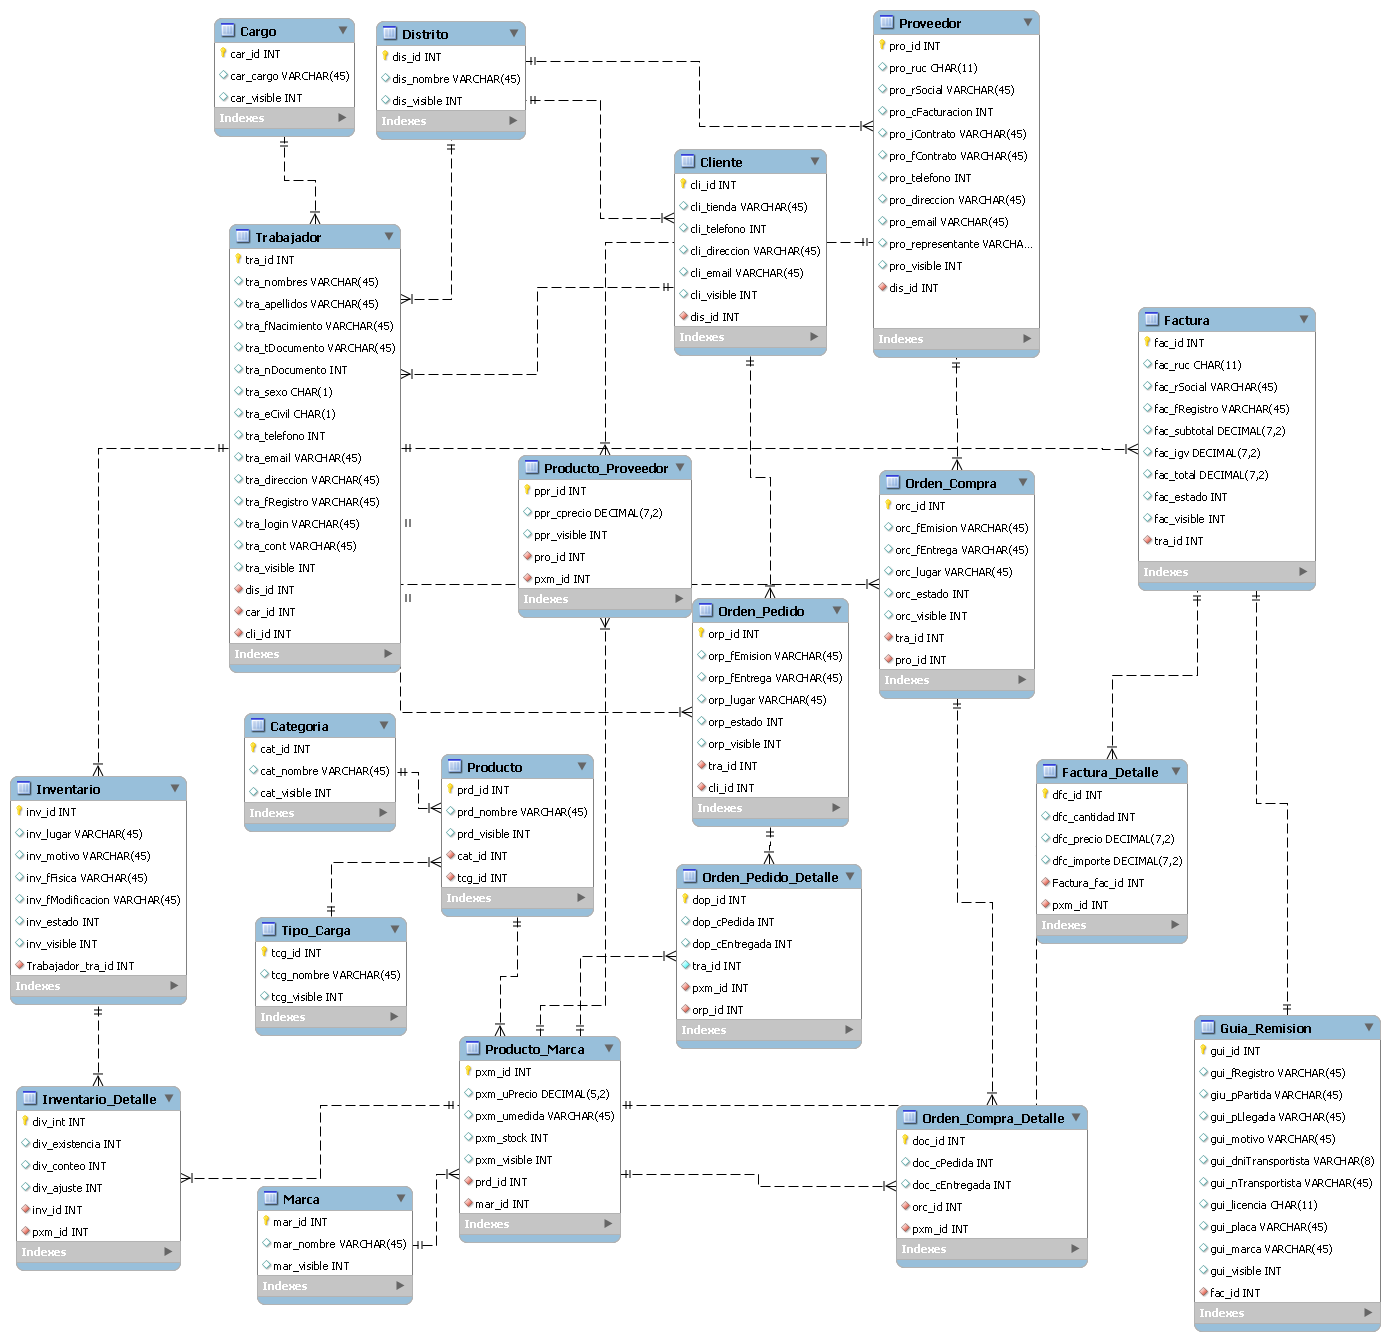 Cargo
car_id INT
car_cargo VARCHAR(45)
car_visible INT
Indexes
Distrito
dis_id INT
dis_nombre VARCHAR(45)
dis_visible INT
Indexes
Proveedor
pro_id INT
pro_ruc CHAR(11)
pro_rSocial VARCHAR(45)
pro_cFacturacion INT
pro_iContrato VARCHAR(45)
pro_fContrato VARCHAR(45)
pro_telefono INT
pro_direccion VARCHAR(45)
pro_email VARCHAR(45)
pro_representante VARCHA...
pro_visible INT
dis_id INT
Indexes
Cliente
cli_id INT
cli_tienda VARCHAR(45)
cli_telefono INT
cli_direccion VARCHAR(45)
cli_email VARCHAR(45)
cli_visible INT
dis_id INT
Indexes
Trabajador
tra_id INT
tra_nombres VARCHAR(45)
tra_apellidos VARCHAR(45)
tra_fNacimiento VARCHAR(45)
tra_tDocumento VARCHAR(45)
tra_nDocumento INT
tra_sexo CHAR(1)
tra_eCivil CHAR(1)
tra_telefono INT
tra_email VARCHAR(45)
tra_direccion VARCHAR(45)
tra_fRegistro VARCHAR(45)
tra_login VARCHAR(45)
tra_cont VARCHAR(45)
tra_visible INT
dis_id INT
car_id INT
cli_id INT
Indexes
Factura
fac_id INT
fac_ruc CHAR(11)
fac_rSocial VARCHAR(45)
fac_fRegistro VARCHAR(45)
fac_subtotal DECIMAL(7,2)
fac_igv DECIMAL(7,2)
fac_total DECIMAL(7,2)
fac_estado INT
fac_visible INT
tra_id INT
Indexes
Producto_Proveedor
ppr_id INT
ppr_cprecio DECIMAL(7,2)
ppr_visible INT
pro_id INT
pxm_id INT
Indexes
Orden_Compra
orc_id INT
orc_fEmision VARCHAR(45)
orc_fEntrega VARCHAR(45)
orc_lugar VARCHAR(45)
orc_estado INT
orc_visible INT
tra_id INT
pro_id INT
Indexes
Orden_Pedido
orp_id INT
orp_fEmision VARCHAR(45)
orp_fEntrega VARCHAR(45)
orp_lugar VARCHAR(45)
orp_estado INT
orp_visible INT
tra_id INT
cli_id INT
Indexes
Categoria
cat_id INT
cat_nombre VARCHAR(45)
cat_visible INT
Indexes
Producto
prd_id INT
prd_nombre VARCHAR(45)
prd_visible INT
cat_id INT
tcg_id INT
Indexes
Factura_Detalle
dfc_id INT
dfc_cantidad INT
dfc_precio DECIMAL(7,2)
dfc_importe DECIMAL(7,2)
Factura_fac_id INT
pxm_id INT
Indexes
Inventario
inv_id INT
inv_lugar VARCHAR(45)
inv_motivo VARCHAR(45)
inv_fFisica VARCHAR(45)
inv_fModificacion VARCHAR(45)
inv_estado INT
inv_visible INT
Trabajador_tra_id INT
Indexes
Orden_Pedido_Detalle
dop_id INT
dop_cPedida INT
dop_cEntregada INT
tra_id INT
pxm_id INT
orp_id INT
Indexes
Tipo_Carga
tcg_id INT
tcg_nombre VARCHAR(45)
tcg_visible INT
Indexes
Guia_Remision
gui_id INT
gui_fRegistro VARCHAR(45)
giu_pPartida VARCHAR(45)
gui_pLlegada VARCHAR(45)
gui_motivo VARCHAR(45)
gui_dniTransportista VARCHAR(8)
gui_nTransportista VARCHAR(45)
gui_licencia CHAR(11)
gui_placa VARCHAR(45)
gui_marca VARCHAR(45)
gui_visible INT
fac_id INT
Indexes
Producto_Marca
pxm_id INT
pxm_uPrecio DECIMAL(5,2)
pxm_umedida VARCHAR(45)
pxm_stock INT
pxm_visible INT
prd_id INT
mar_id INT
Indexes
Inventario_Detalle
div_int INT
div_existencia INT
div_conteo INT
div_ajuste INT
inv_id INT
pxm_id INT
Indexes
Orden_Compra_Detalle
doc_id INT
doc_cPedida INT
doc_cEntregada INT
orc_id INT
pxm_id INT
Indexes
Marca
mar_id INT
mar_nombre VARCHAR(45)
mar_visible INT
Indexes